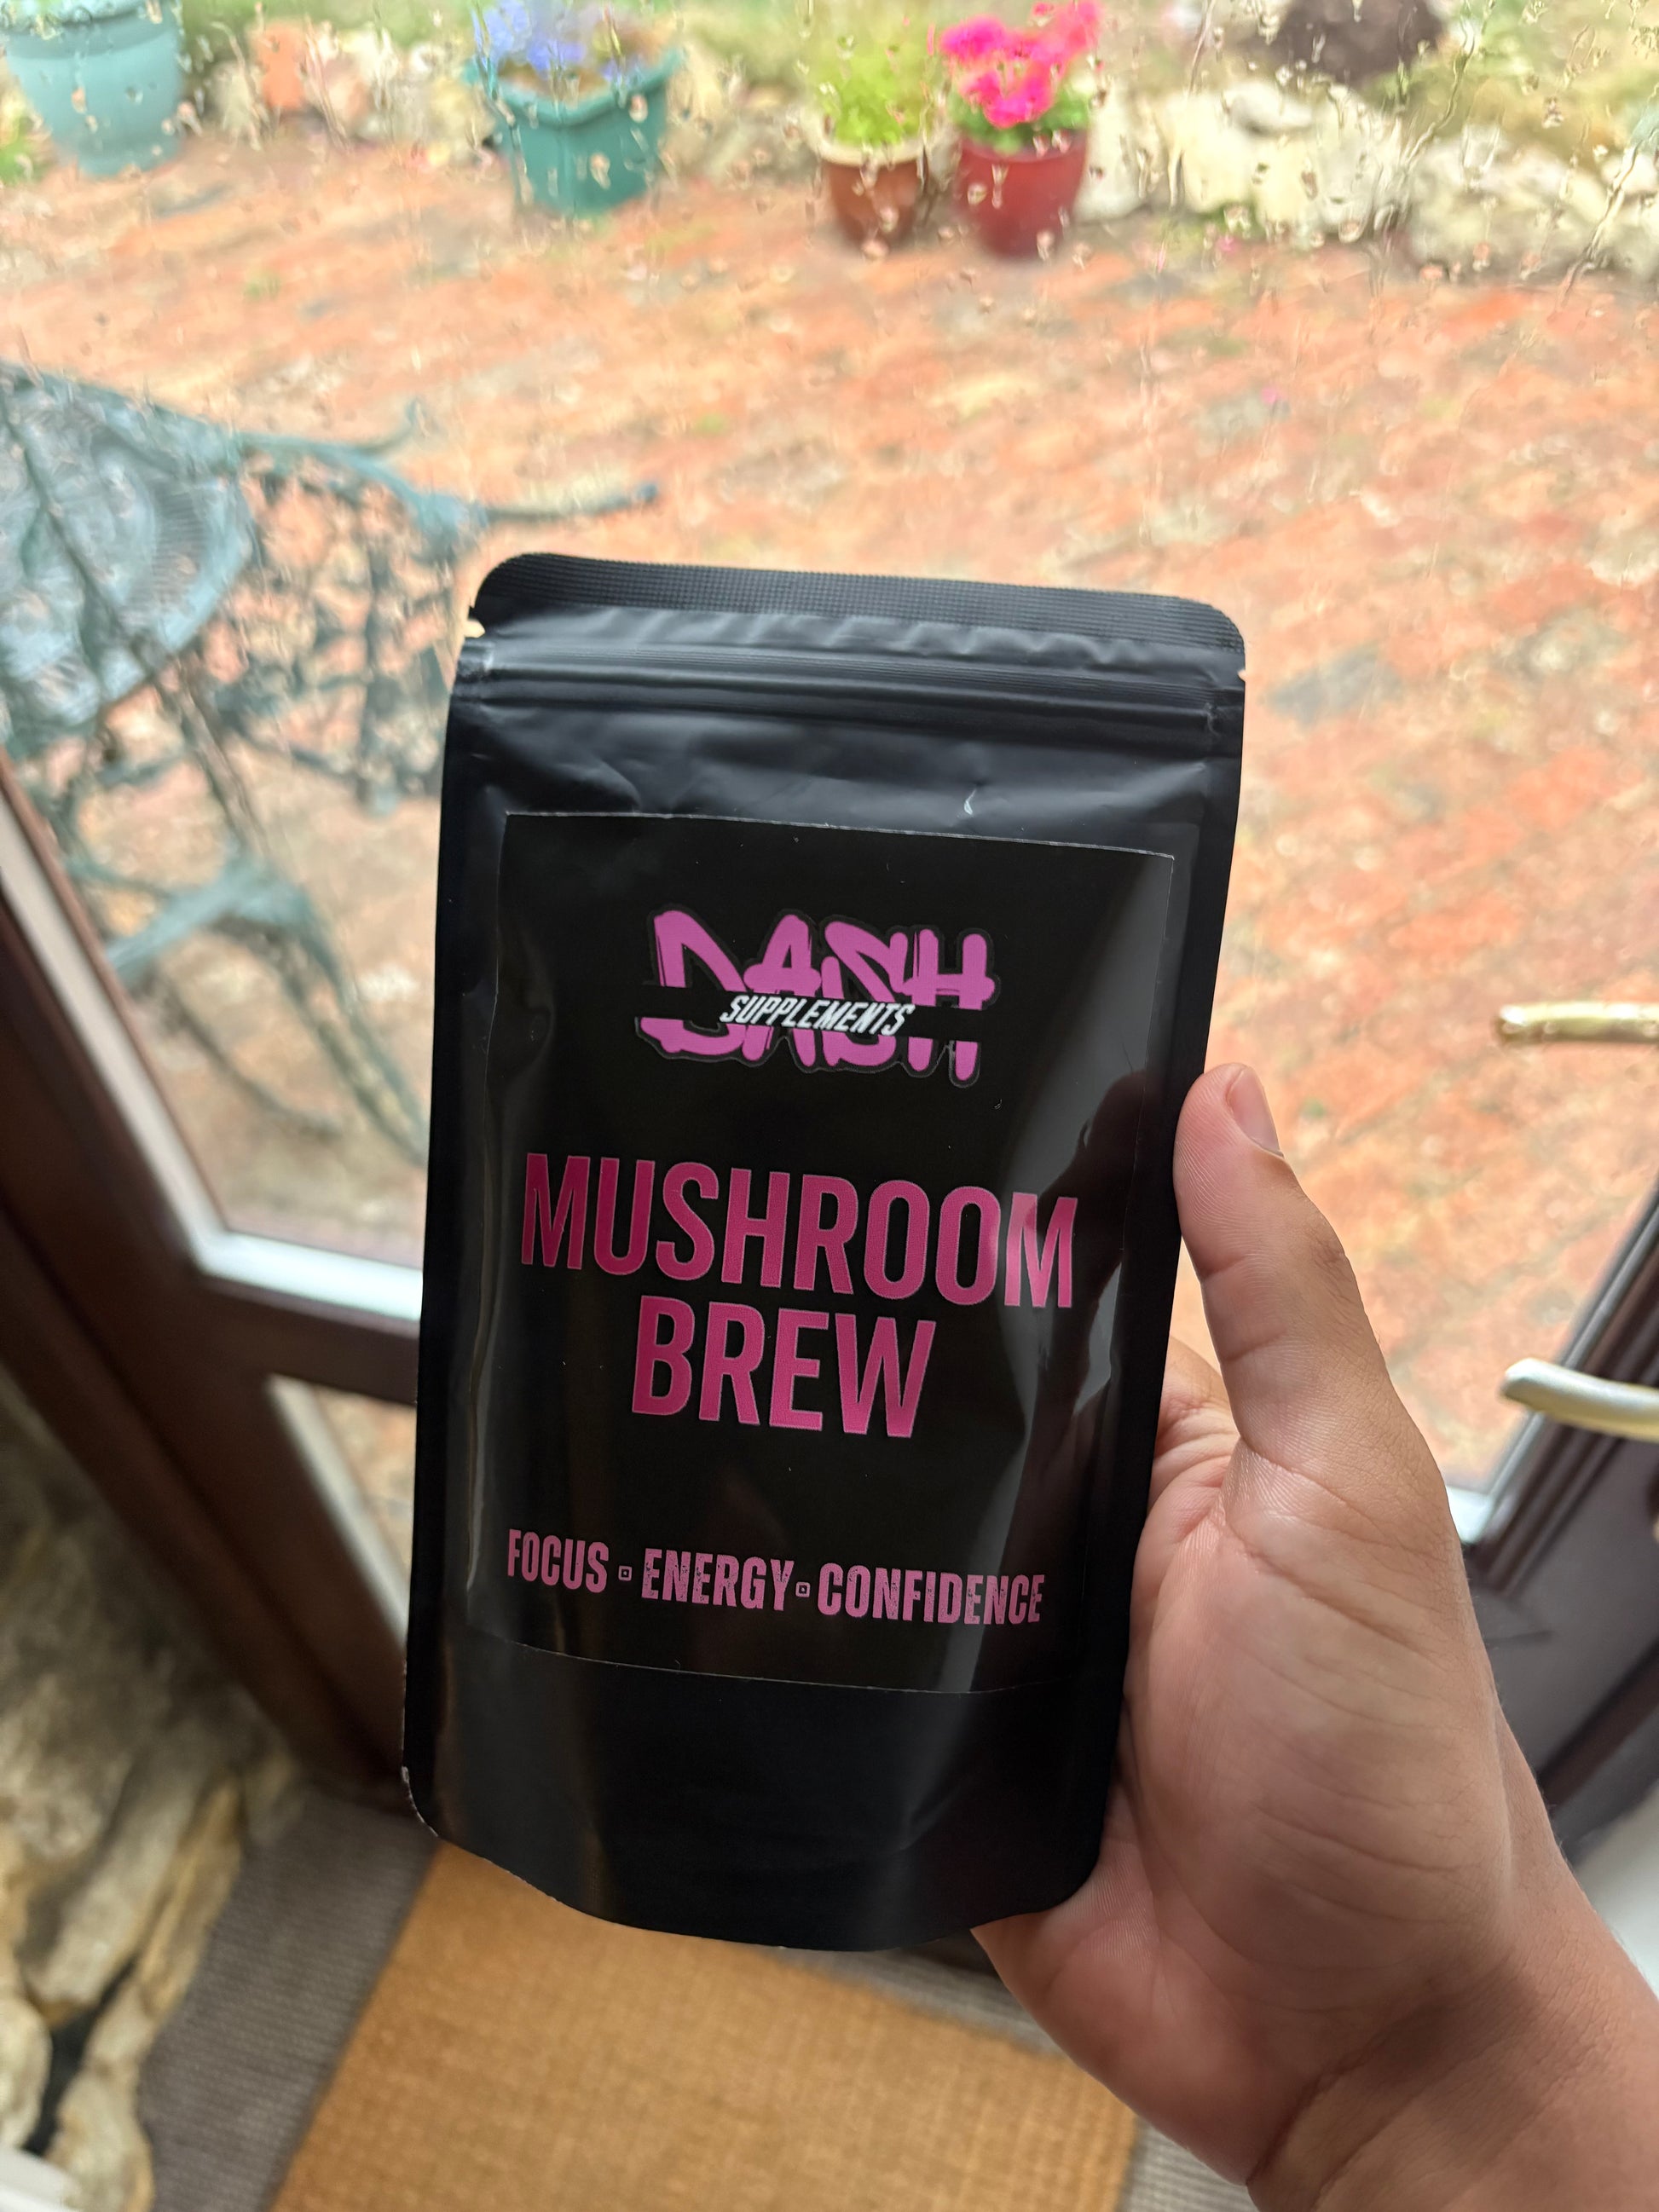 DASH
SUPPLEMENTS
MUSHROOM
BREW
FOCUS ▪ ENERGY ▪ CONFIDENCE